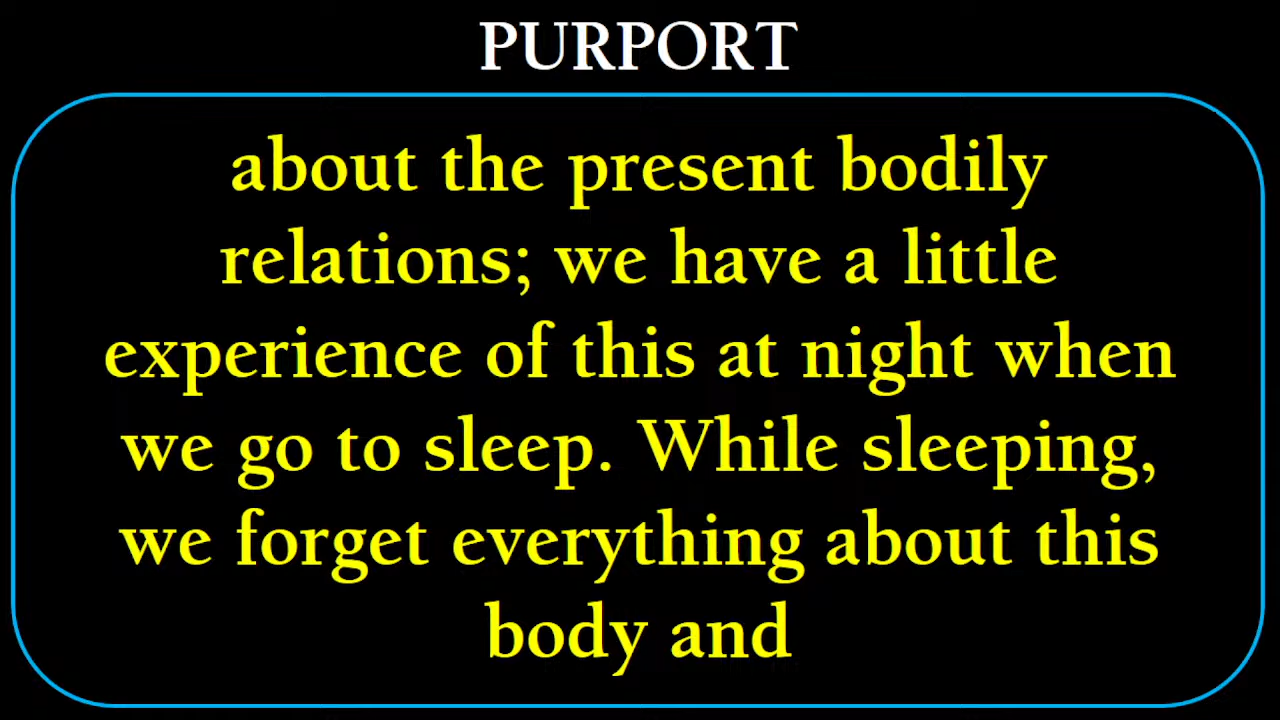 PURPORT
about the present bodily
relations; we have a little
experience of this at night when
we go to sleep. While sleeping,
we forget everything about this
body and